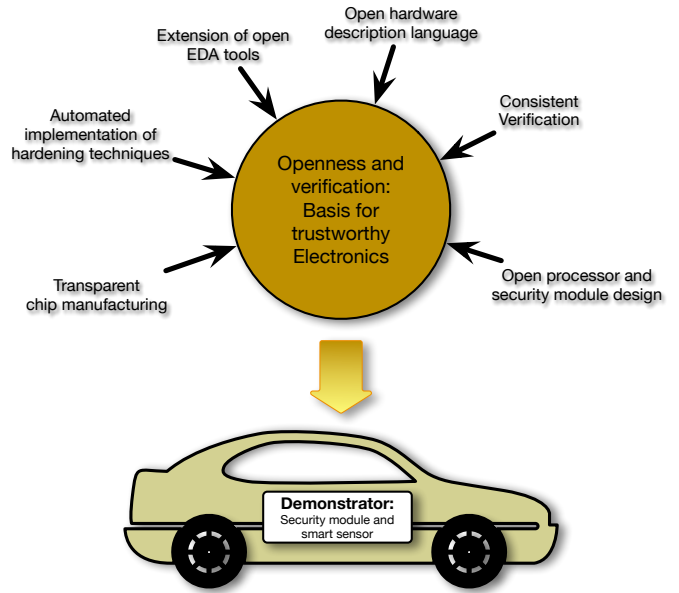 Extension of open
EDA tools
Open hardware
description language
Automated
implementation of
hardening techniques
Consistent
Verification
Openness and
verification:
Basis for
trustworthy
Electronics
Transparent
chip manufacturing
Open processor and
security module design
Demonstrator:
Security module and
smart sensor